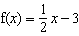 f(x) = 1/2 x − 3